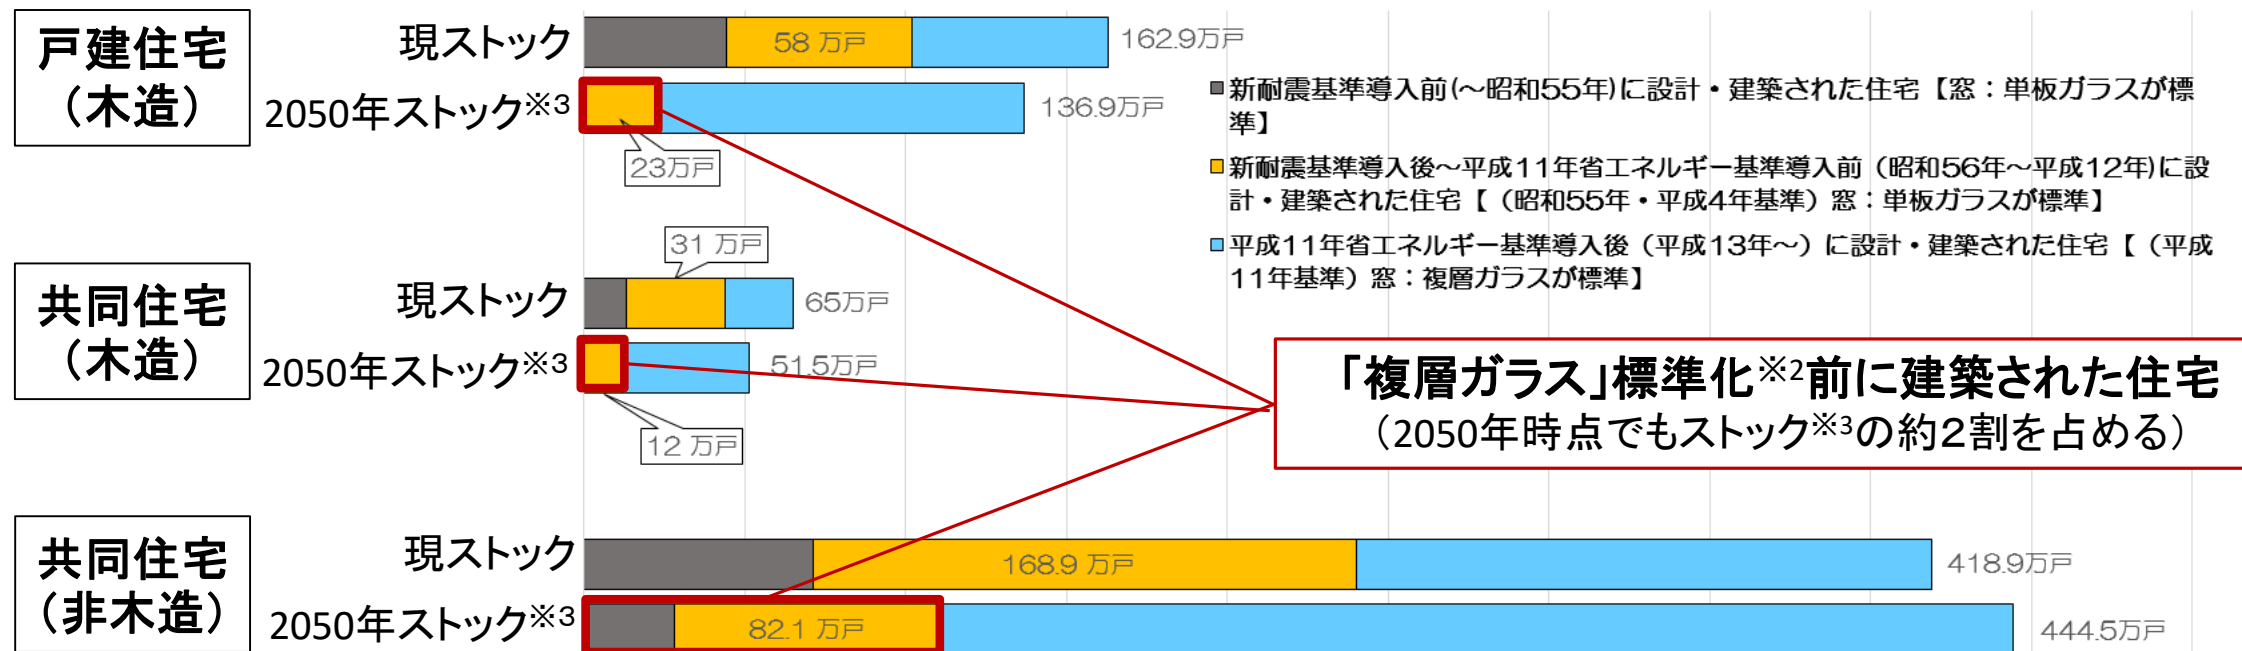 戸建住宅
（木造）
現ストック
58 万戸
162.9万戸
2050年ストック※3
136.9万戸
23万戸
■新耐震基準導入前(～昭和55年)に設計・建築された住宅【窓：単板ガラスが標
準】
■新耐震基準導入後～平成11年省エネルギー基準導入前（昭和56年～平成12年)に設
計・建築された住宅【（昭和55年・平成4年基準）窓：単板ガラスが標準】
■平成11年省エネルギー基準導入後（平成13年～）に設計・建築された住宅【（平成
11年基準）窓：複層ガラスが標準】
共同住宅
（木造）
31 万戸
現ストック
65万戸
2050年ストック※3
51.5万戸
12 万戸
「複層ガラス」標準化※2前に建築された住宅
（2050年時点でもストック※3の約２割を占める）
共同住宅
（非木造）
現ストック
168.9 万戸
418.9万戸
2050年ストック※3
82.1 万戸
444.5万戸